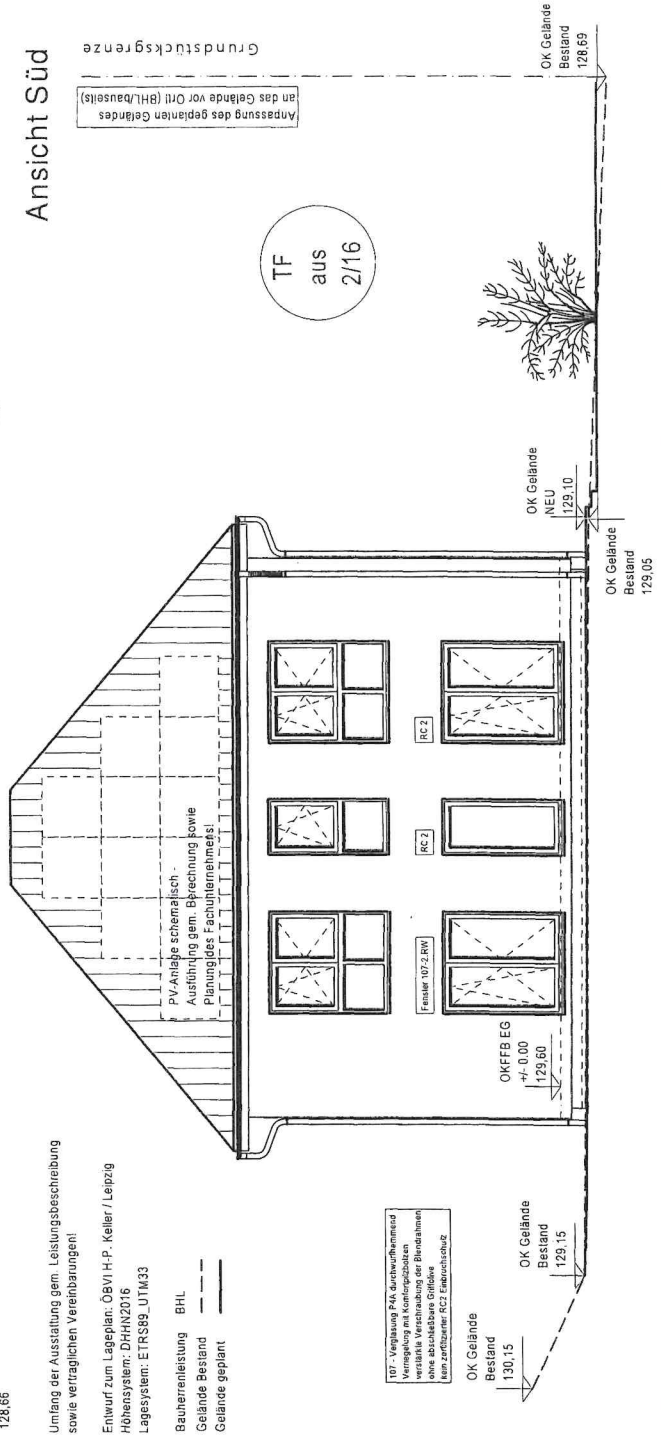 Ansicht Süd
Grundstücksgrenze
Anpassung des geplanten Geländes
an das Gelände vor Ort! (BHL/bauseits)
TF
aus
2/16
OK Gelände
Bestand
128,69
OK Gelände
NEU
129,10
OK Gelände
Bestand
129,05
PV-Anlage schematisch -
Ausführung gem. Berechnung sowie
Planung des Fachunternehmens!
RC 2
RC 2
Fenster 107-2.RW
OKFFB EG
+/- 0.00
129,60
128,66
Umfang der Ausstattung gem. Leistungsbeschreibung
sowie vertraglichen Vereinbarungen!
Entwurf zum Lageplan: ÖBVI H-P. Keller / Leipzig
Höhensystem: DHHN2016
Lagesystem: ETRS89_UTM33
Bauherrenleistung BHL
Gelände Bestand
Gelände geplant
107 - Verglasung P4A durchwurfhemmend
Verriegelung mit Komfortpilzbolzen
verstärkte Verschraubung der Blendrahmen
ohne abschließbare Griffolive
kein zertifizierter RC2 Einbruchschutz
OK Gelände
Bestand
129,15
OK Gelände
Bestand
130,15